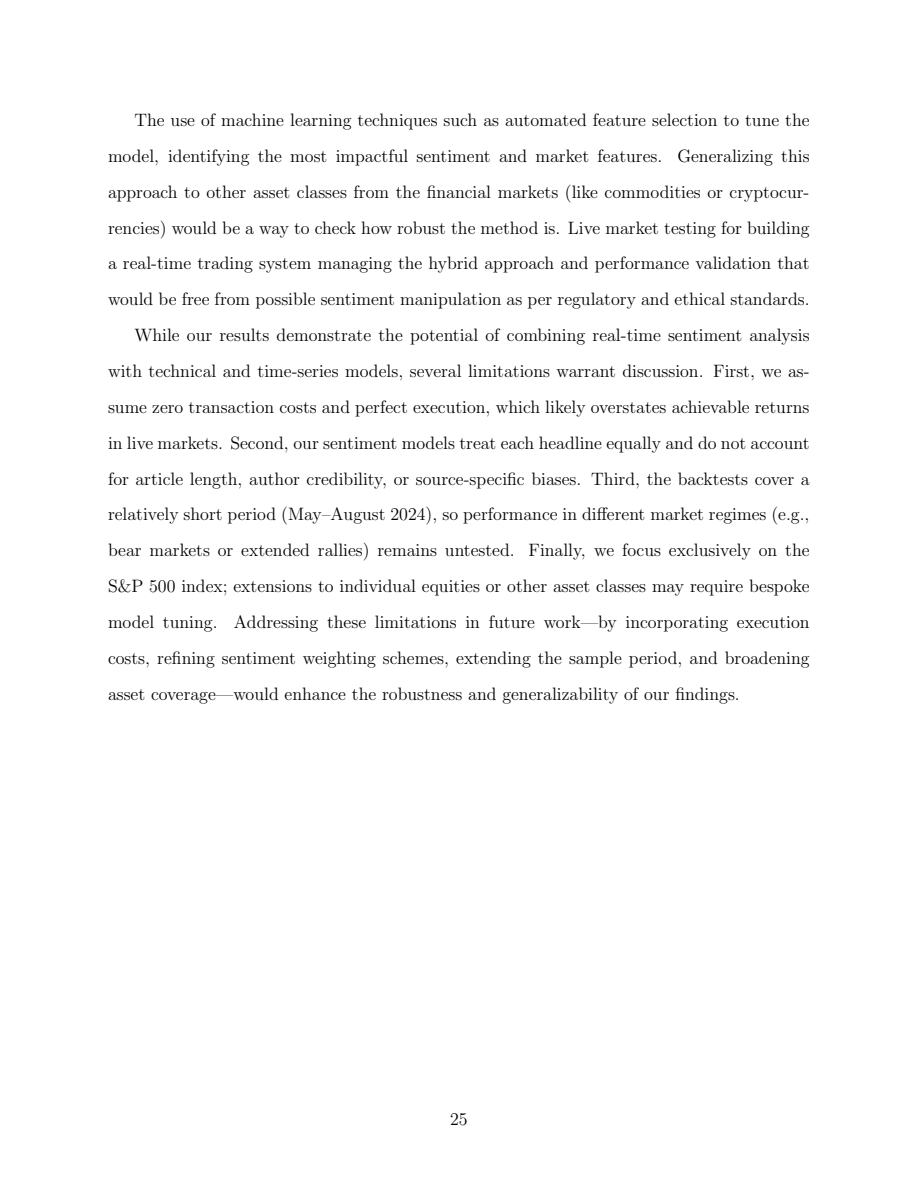 The use of machine learning techniques such as automated feature selection to tune the
model, identifying the most impactful sentiment and market features. Generalizing this
approach to other asset classes from the financial markets (like commodities or cryptocur-
rencies) would be a way to check how robust the method is. Live market testing for building
a real-time trading system managing the hybrid approach and performance validation that
would be free from possible sentiment manipulation as per regulatory and ethical standards.
While our results demonstrate the potential of combining real-time sentiment analysis
with technical and time-series models, several limitations warrant discussion. First, we as-
sume zero transaction costs and perfect execution, which likely overstates achievable returns
in live markets. Second, our sentiment models treat each headline equally and do not account
for article length, author credibility, or source-specific biases. Third, the backtests cover a
relatively short period (May–August 2024), so performance in different market regimes (e.g.,
bear markets or extended rallies) remains untested. Finally, we focus exclusively on the
S&P 500 index; extensions to individual equities or other asset classes may require bespoke
model tuning. Addressing these limitations in future work—by incorporating execution
costs, refining sentiment weighting schemes, extending the sample period, and broadening
asset coverage—would enhance the robustness and generalizability of our findings.
25